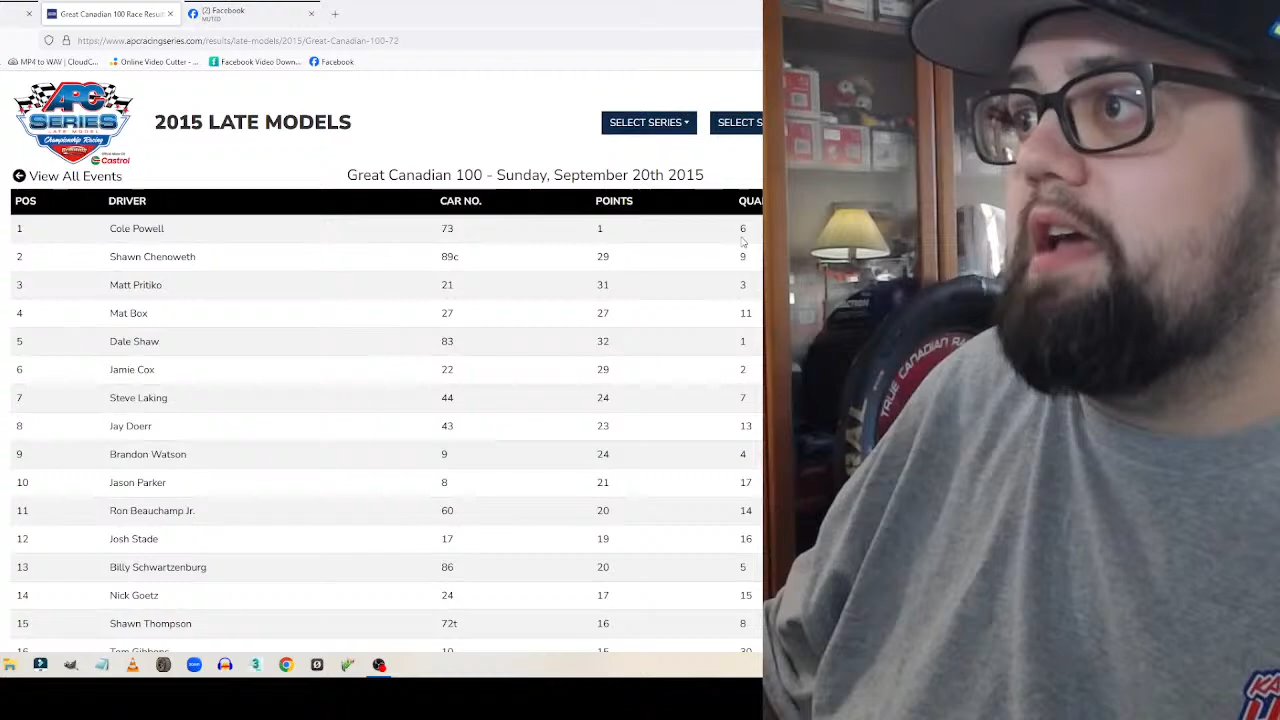 Great Canadian 100 Race Resul
(2) Facebook
MUTED
https://www.apcracingseries.com/results/late-models/2015/Great-Canadian-100-72
MP4 to WAV | CloudC...
Online Video Cutter - ...
Facebook Video Down...
Facebook
APC
SERIES
LATE MODEL
Championship Racing
Castrol
2015 LATE MODELS
SELECT SERIES
SELECT S
View All Events
Great Canadian 100 - Sunday, September 20th 2015
POS DRIVER CAR NO. POINTS QUA
1 Cole Powell 73 1 6
2 Shawn Chenoweth 89c 29 9
3 Matt Pritiko 21 31 3
4 Mat Box 27 27 11
5 Dale Shaw 83 32 1
6 Jamie Cox 22 29 2
7 Steve Laking 44 24 7
8 Jay Doerr 43 23 13
9 Brandon Watson 9 24 4
10 Jason Parker 8 21 17
11 Ron Beauchamp Jr. 60 20 14
12 Josh Stade 17 19 16
13 Billy Schwartzenburg 86 20 5
14 Nick Goetz 24 17 15
15 Shawn Thompson 72t 16 8
TRUE CANADIAN RA
KA